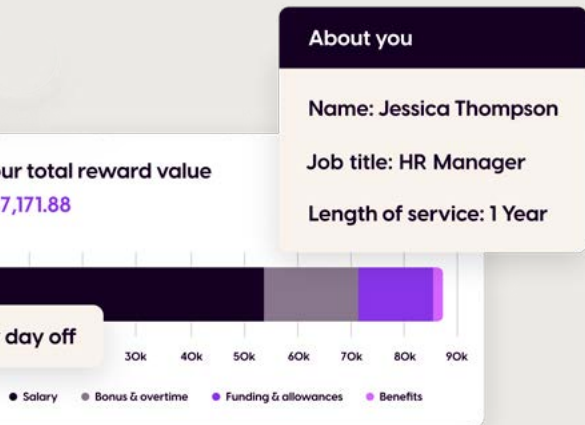 About you
Name: Jessica Thompson
Job title: HR Manager
Length of service: 1 Year
ur total reward value
7,171.88
day off
30k 40k 50k 60k 70k 80k 90k
Salary Bonus & overtime Funding & allowances Benefits